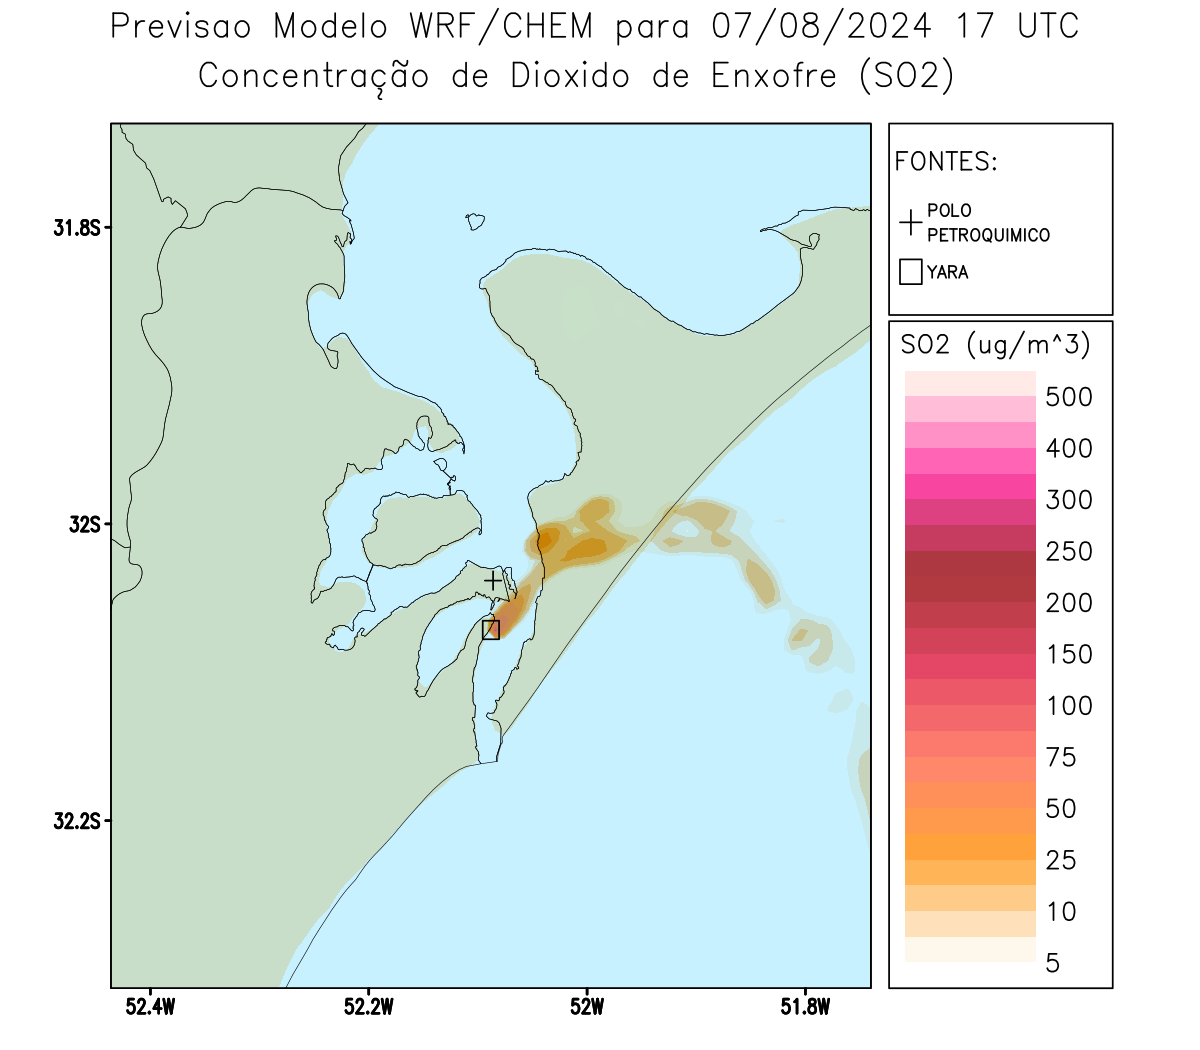 Previsao Modelo WRF/CHEM para 07/08/2024 17 UTC
Concentração de Dioxido de Enxofre (SO2)
FONTES:
POLO
PETROQUIMICO
YARA
SO2 (ug/m^3)
500
400
300
250
200
150
100
75
50
25
10
5
31.8S
32S
32.2S
52.4W
52.2W
52W
51.8W